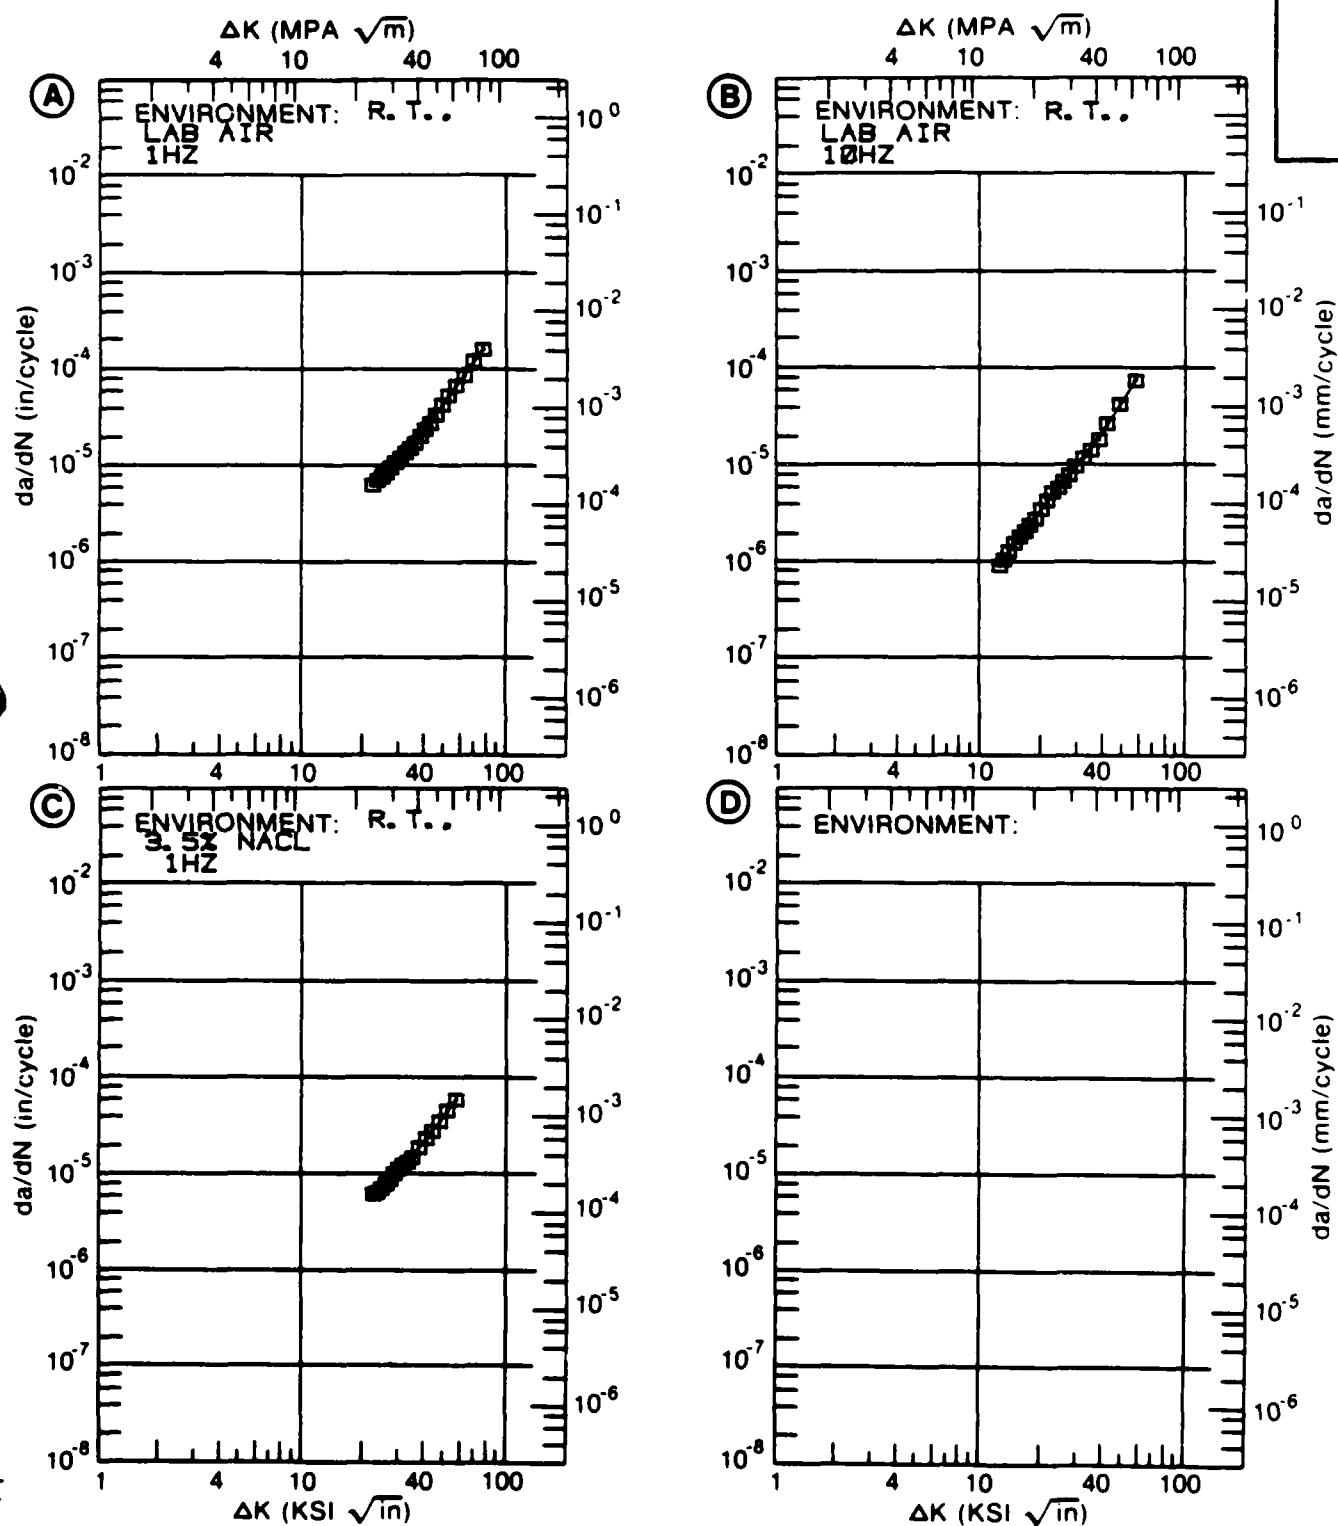 ΔK (MPA √m)
4 10 40 100
ΔK (MPA √m)
4 10 40 100
A
ENVIRONMENT: R.T.,
LAB AIR
1HZ
10^-2
10^-3
10^-4
10^-5
10^-6
10^-7
10^-8
da/dN (in/cycle)
10^0
10^-1
10^-2
10^-3
10^-4
10^-5
10^-6
1 4 10 40 100
B
ENVIRONMENT: R.T.,
LAB AIR
10HZ
10^-2
10^-3
10^-4
10^-5
10^-6
10^-7
10^-8
10^-1
10^-2
10^-3
10^-4
10^-5
10^-6
da/dN (mm/cycle)
1 4 10 40 100
C
ENVIRONMENT: R.T.,
3.5% NACL
1HZ
10^-2
10^-3
10^-4
10^-5
10^-6
10^-7
10^-8
da/dN (in/cycle)
10^0
10^-1
10^-2
10^-3
10^-4
10^-5
10^-6
1 4 10 40 100
ΔK (KSI √in)
D
ENVIRONMENT:
10^-2
10^-3
10^-4
10^-5
10^-6
10^-7
10^-8
10^0
10^-1
10^-2
10^-3
10^-4
10^-5
10^-6
da/dN (mm/cycle)
1 4 10 40 100
ΔK (KSI √in)